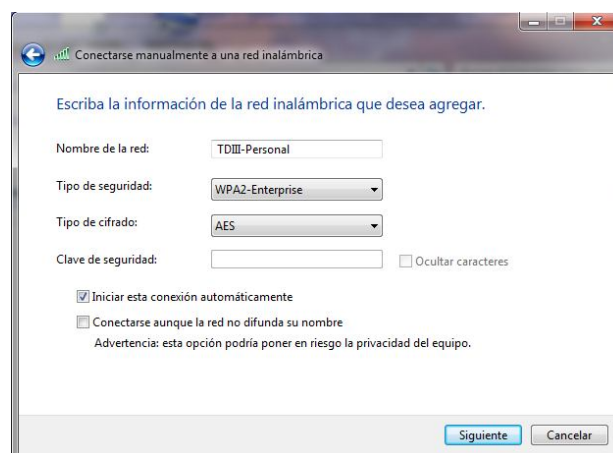 Conectarse manualmente a una red inalámbrica
Escriba la información de la red inalámbrica que desea agregar.
Nombre de la red: TDIII-Personal
Tipo de seguridad: WPA2-Enterprise
Tipo de cifrado: AES
Clave de seguridad: Ocultar caracteres
Iniciar esta conexión automáticamente
Conectarse aunque la red no difunda su nombre
Advertencia: esta opción podría poner en riesgo la privacidad del equipo.
Siguiente Cancelar